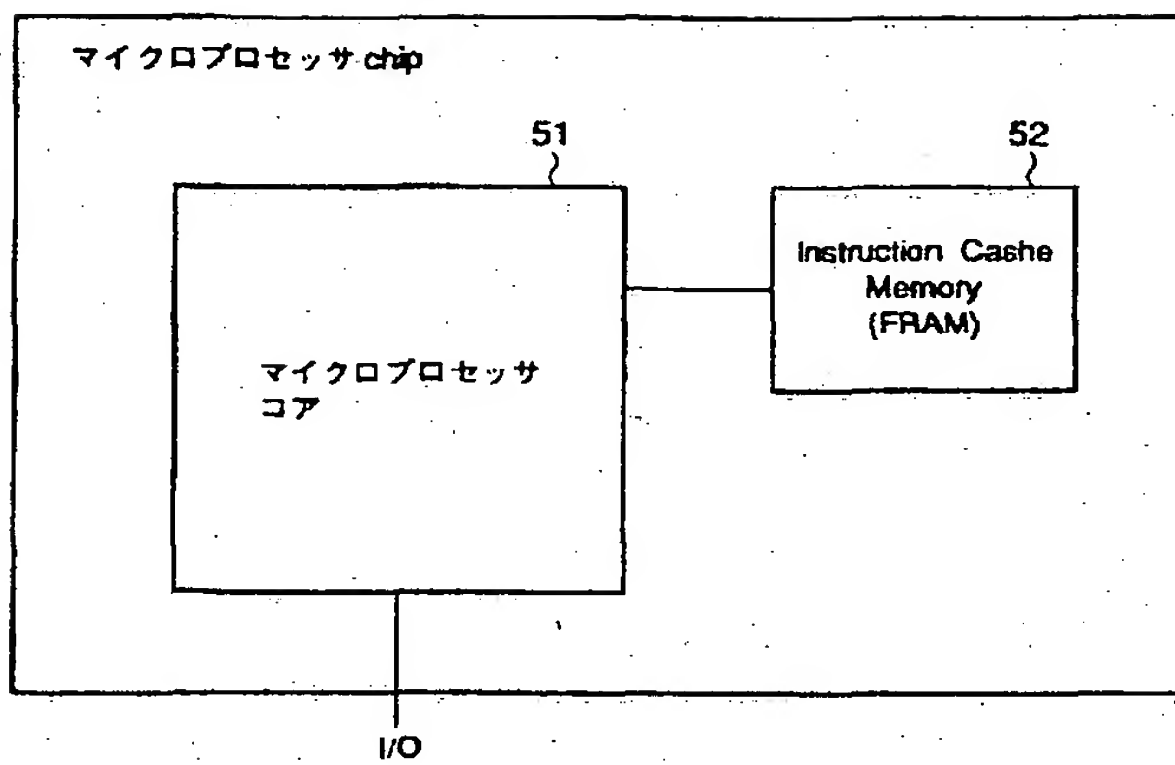 マイクロプロセッサ chip
51
52
Instruction Cashe
Memory
(FRAM)
マイクロプロセッサ
コア
I/O